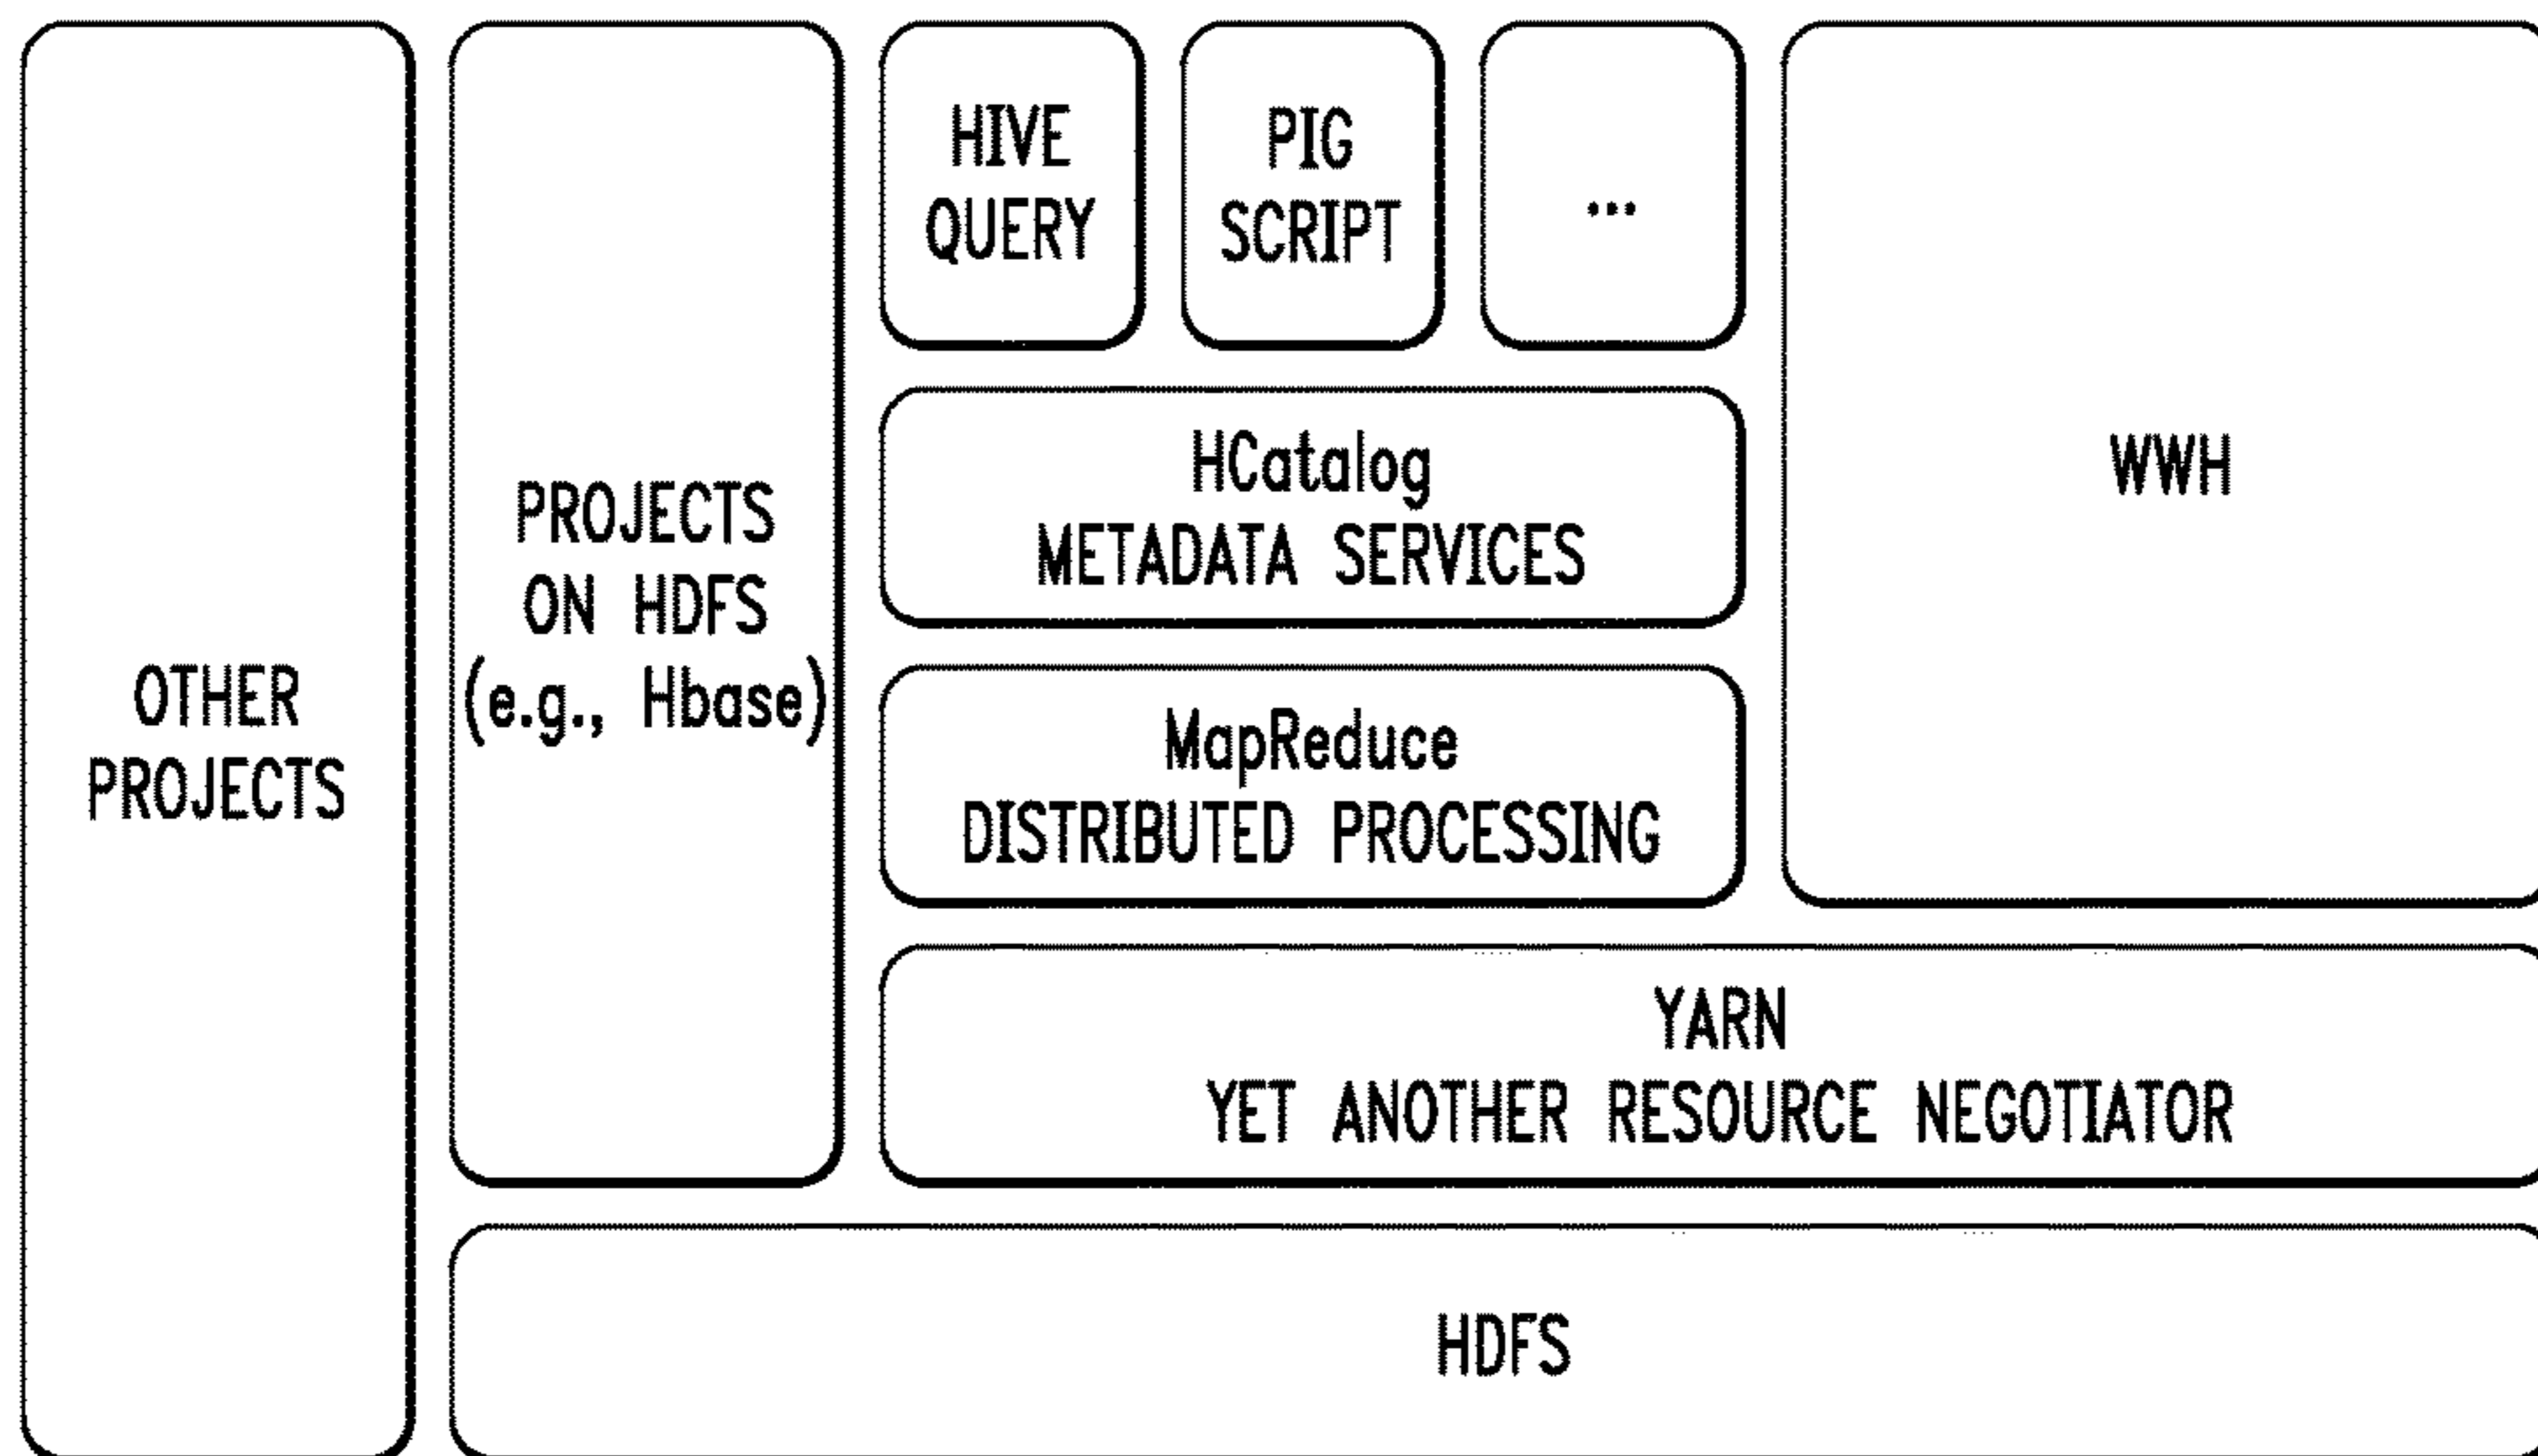 OTHER
PROJECTS
PROJECTS
ON HDFS
(e.g., Hbase)
HIVE
QUERY
PIG
SCRIPT
...
HCatalog
METADATA SERVICES
MapReduce
DISTRIBUTED PROCESSING
WWH
YARN
YET ANOTHER RESOURCE NEGOTIATOR
HDFS